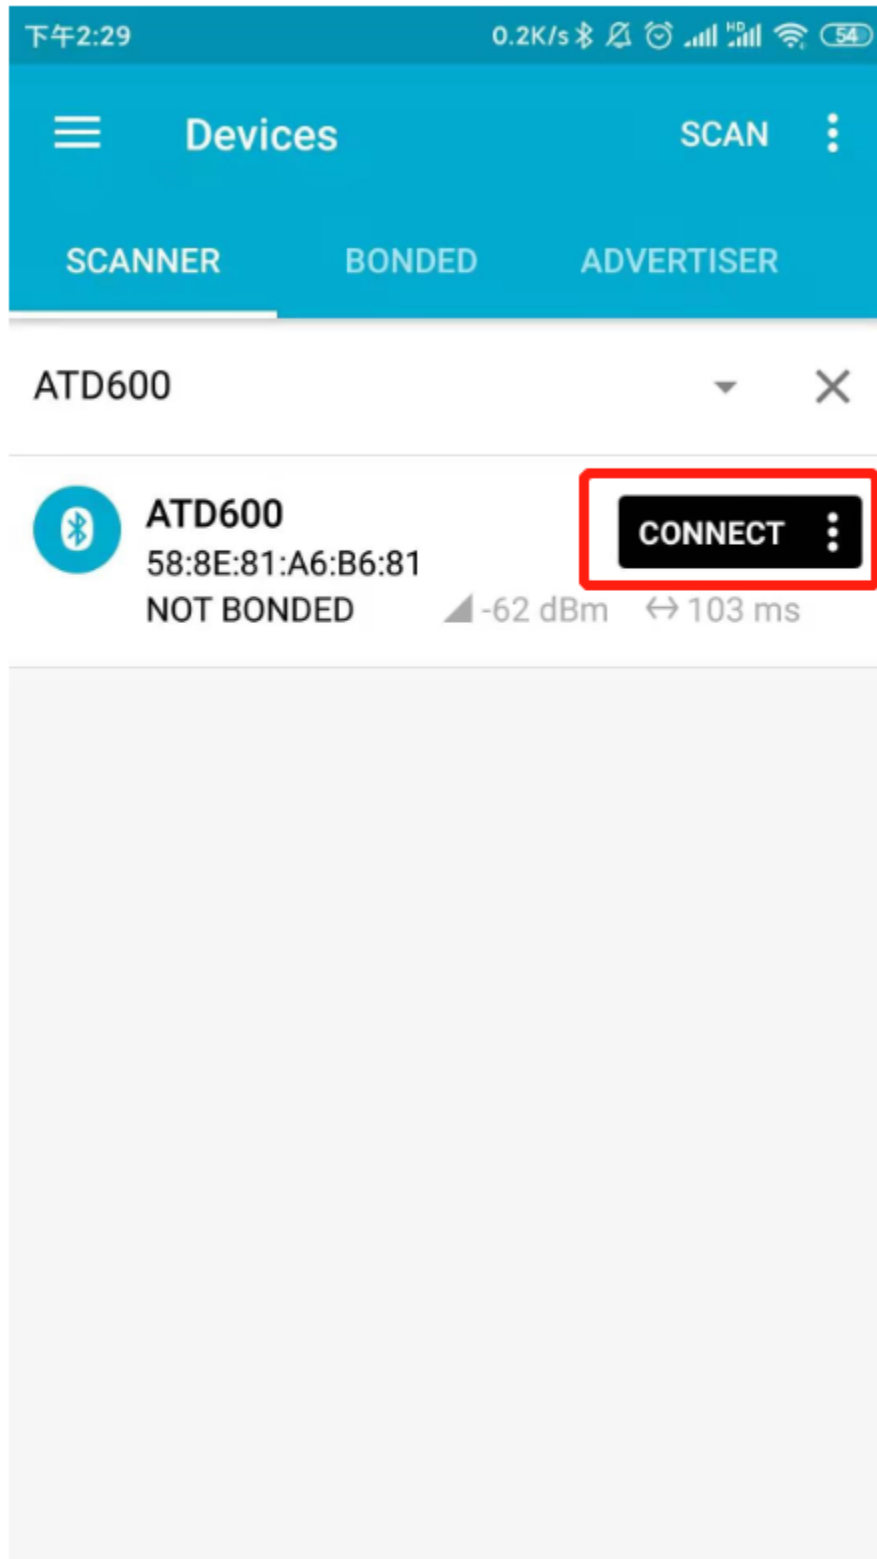 下午2:29 0.2K/s HD 54
Devices SCAN
SCANNER BONDED ADVERTISER
ATD600
ATD600 CONNECT
58:8E:81:A6:B6:81
NOT BONDED -62 dBm 103 ms